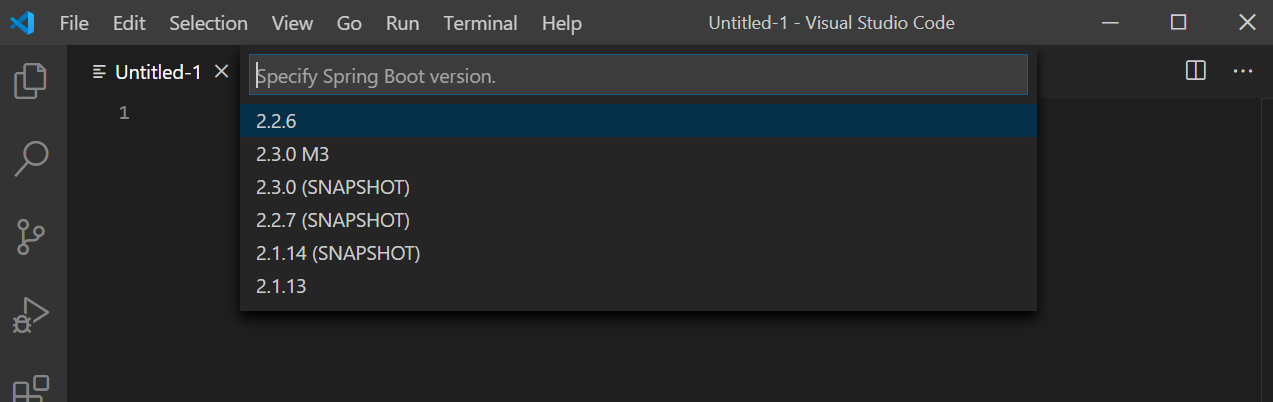 File Edit Selection View Go Run Terminal Help Untitled-1 - Visual Studio Code
Untitled-1
Specify Spring Boot version.
1
2.2.6
2.3.0 M3
2.3.0 (SNAPSHOT)
2.2.7 (SNAPSHOT)
2.1.14 (SNAPSHOT)
2.1.13